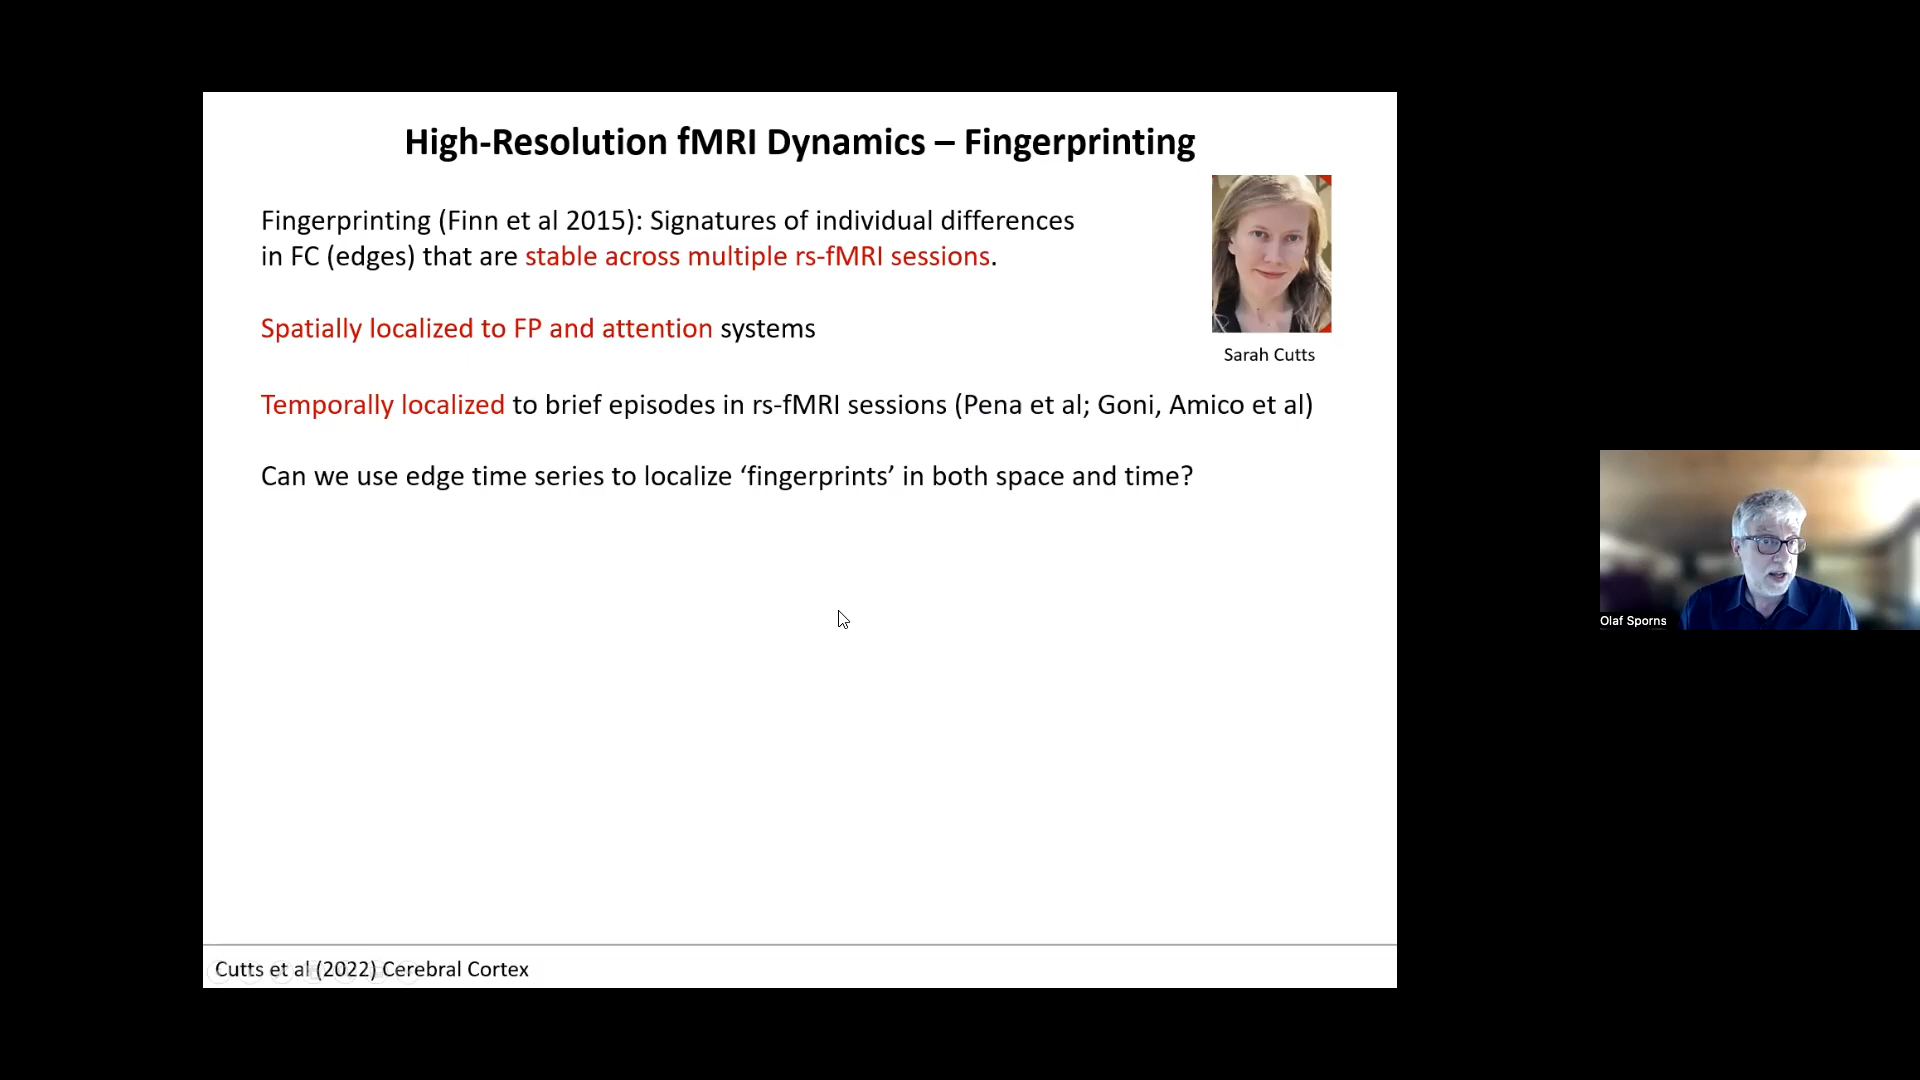 High-Resolution fMRI Dynamics – Fingerprinting
Fingerprinting (Finn et al 2015): Signatures of individual differences
in FC (edges) that are stable across multiple rs-fMRI sessions.
Spatially localized to FP and attention systems
Sarah Cutts
Temporally localized to brief episodes in rs-fMRI sessions (Pena et al; Goni, Amico et al)
Can we use edge time series to localize ‘fingerprints’ in both space and time?
Olaf Sporns
Cutts et al (2022) Cerebral Cortex